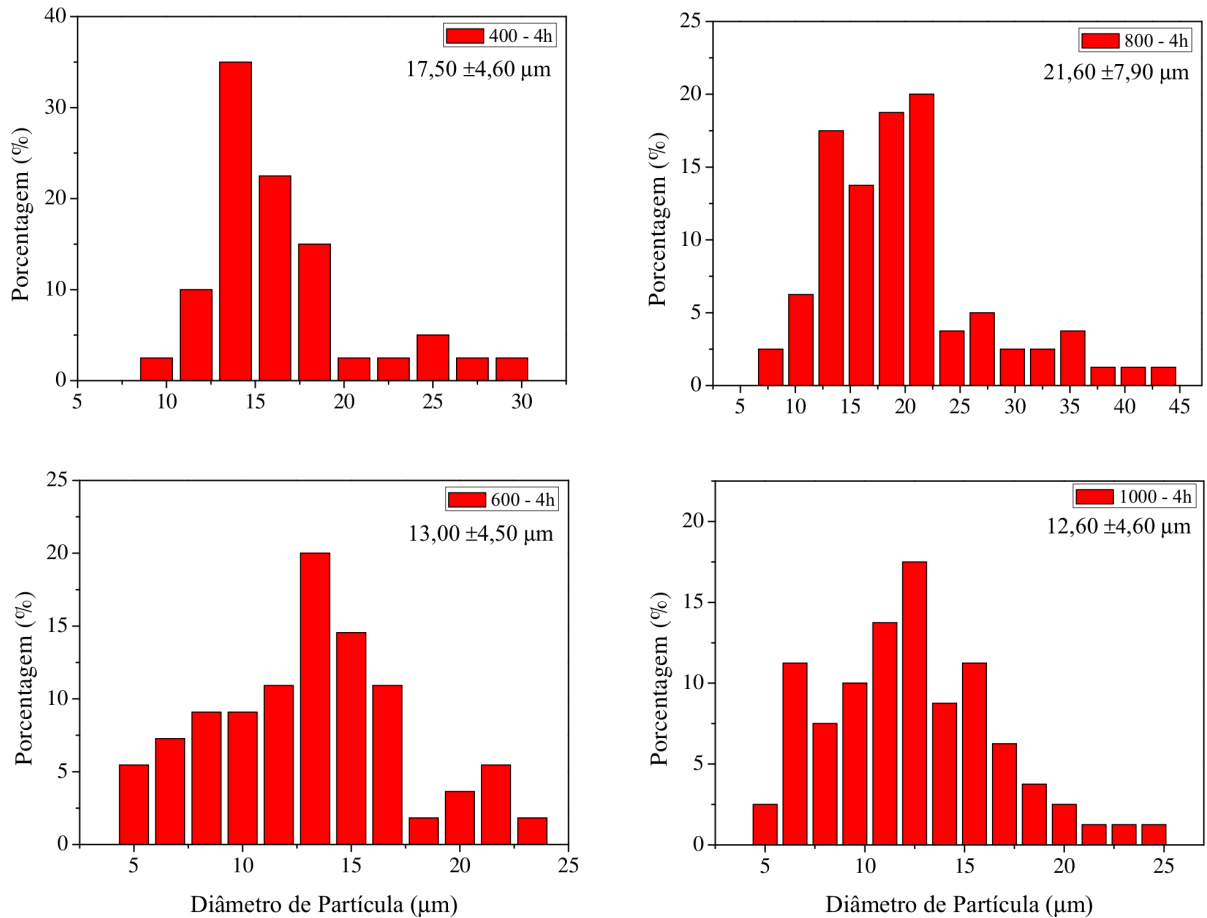 400 - 4h
17,50 ±4,60 μm
Porcentagem (%)
40
30
20
10
0
5 10 15 20 25 30
800 - 4h
21,60 ±7,90 μm
Porcentagem (%)
25
20
15
10
5
0
5 10 15 20 25 30 35 40 45
600 - 4h
13,00 ±4,50 μm
Porcentagem (%)
25
20
15
10
5
0
5 10 15 20 25
Diâmetro de Partícula (μm)
1000 - 4h
12,60 ±4,60 μm
Porcentagem (%)
20
15
10
5
0
5 10 15 20 25
Diâmetro de Partícula (μm)